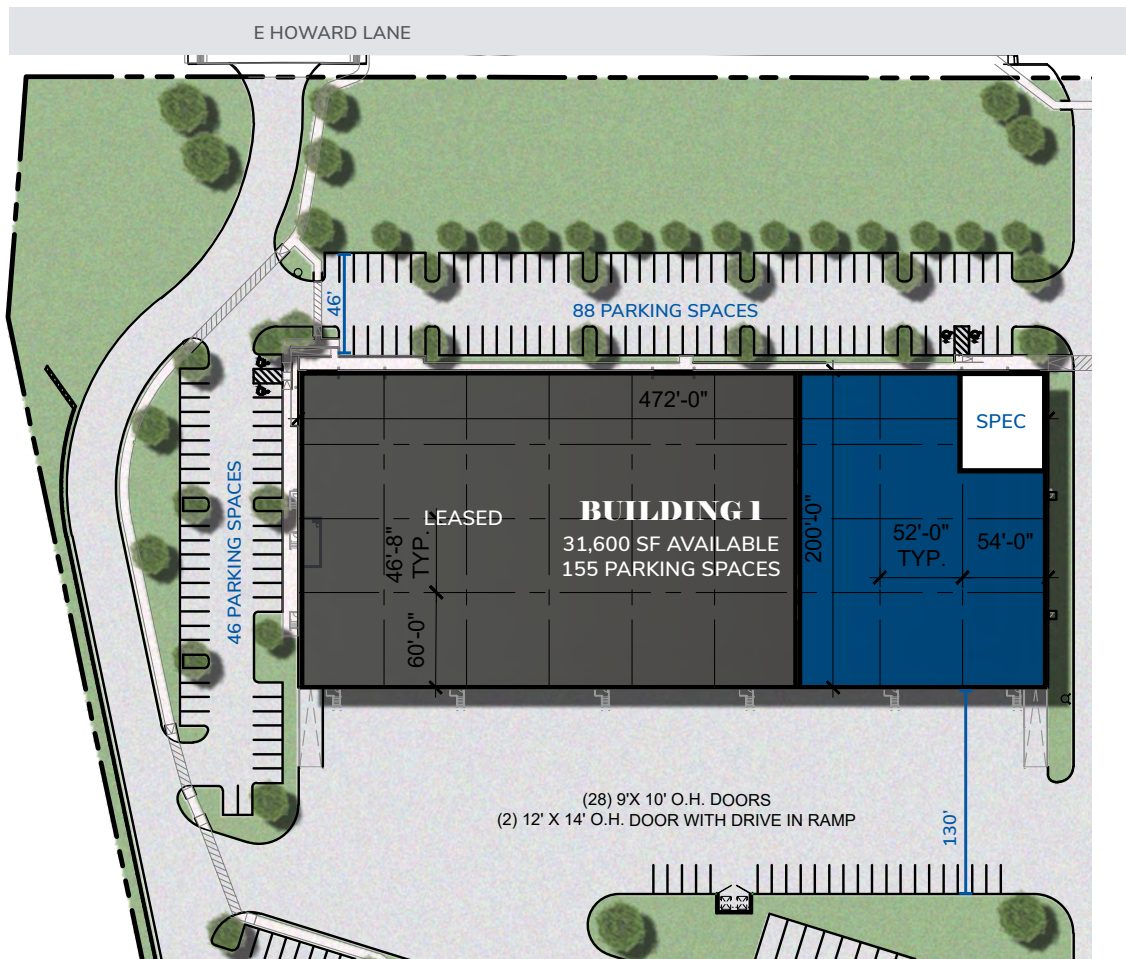 E HOWARD LANE
46'
88 PARKING SPACES
472'-0"
SPEC
46 PARKING SPACES
LEASED
BUILDING 1
31,600 SF AVAILABLE
155 PARKING SPACES
46'-8"
TYP.
60'-0"
200'-0"
52'-0"
TYP.
54'-0"
(28) 9'X 10' O.H. DOORS
(2) 12' X 14' O.H. DOOR WITH DRIVE IN RAMP
130'